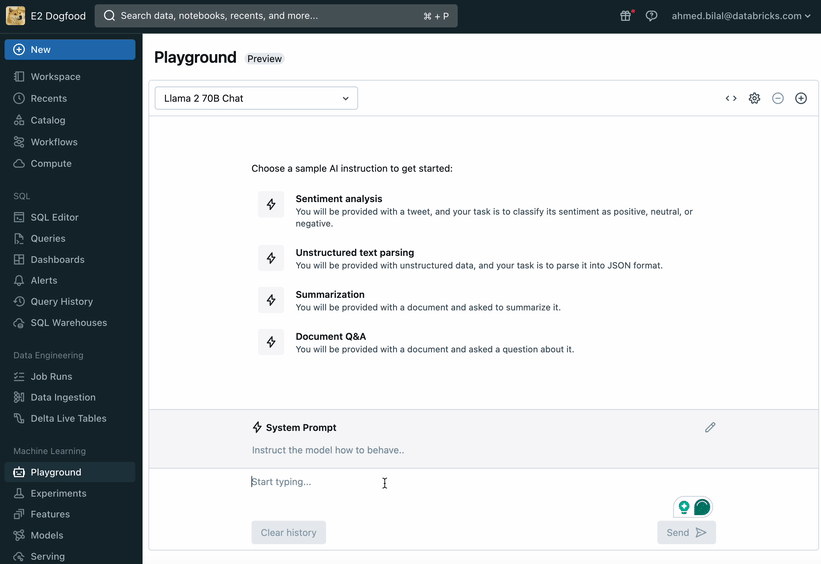 E2 Dogfood
Search data, notebooks, recents, and more...
⌘ + P
ahmed.bilal@databricks.com
New
Workspace
Recents
Catalog
Workflows
Compute
SQL
SQL Editor
Queries
Dashboards
Alerts
Query History
SQL Warehouses
Data Engineering
Job Runs
Data Ingestion
Delta Live Tables
Machine Learning
Playground
Experiments
Features
Models
Serving
Playground
Preview
Llama 2 70B Chat
Choose a sample AI instruction to get started:
Sentiment analysis
You will be provided with a tweet, and your task is to classify its sentiment as positive, neutral, or
negative.
Unstructured text parsing
You will be provided with unstructured data, and your task is to parse it into JSON format.
Summarization
You will be provided with a document and asked to summarize it.
Document Q&A
You will be provided with a document and asked a question about it.
System Prompt
Instruct the model how to behave..
Start typing...
Clear history
Send